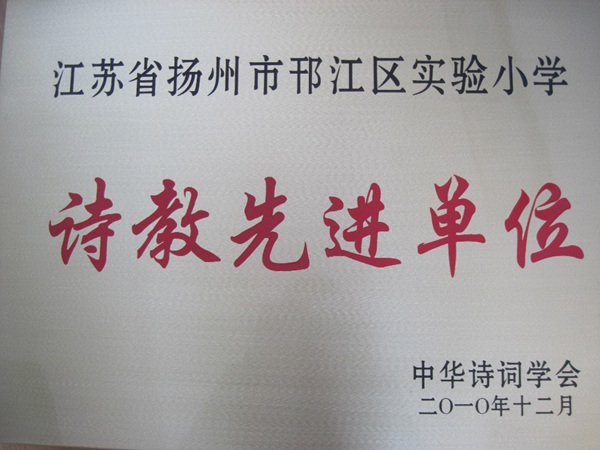 江苏省扬州市邗江区实验小学
诗教先进单位
中华诗词学会
二〇一〇年十二月